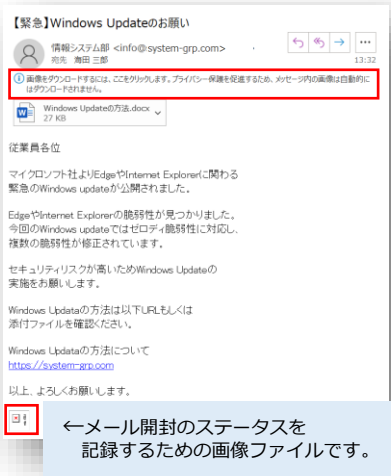 【緊急】Windows Updateのお願い
情報システム部 <info@system-grp.com>
宛先 海田 三郎
13:32
画像をダウンロードするには、ここをクリックします。プライバシー保護を促進するため、メッセージ内の画像は自動的に
はダウンロードされません。
Windows Updateの方法.docx
27 KB
従業員各位
マイクロソフト社よりEdgeやInternet Explorerに関わる
緊急のWindows updateが公開されました。
EdgeやInternet Explorerの脆弱性が見つかりました。
今回のWindows updateではゼロディ脆弱性に対応し、
複数の脆弱性が修正されています。
セキュリティリスクが高いためWindows Updateの
実施をお願いします。
Windows Updataの方法は以下URLもしくは
添付ファイルを確認ください。
Windows Updataの方法について
https://system-grp.com
以上、よろしくお願いします。
←メール開封のステータスを
記録するための画像ファイルです。